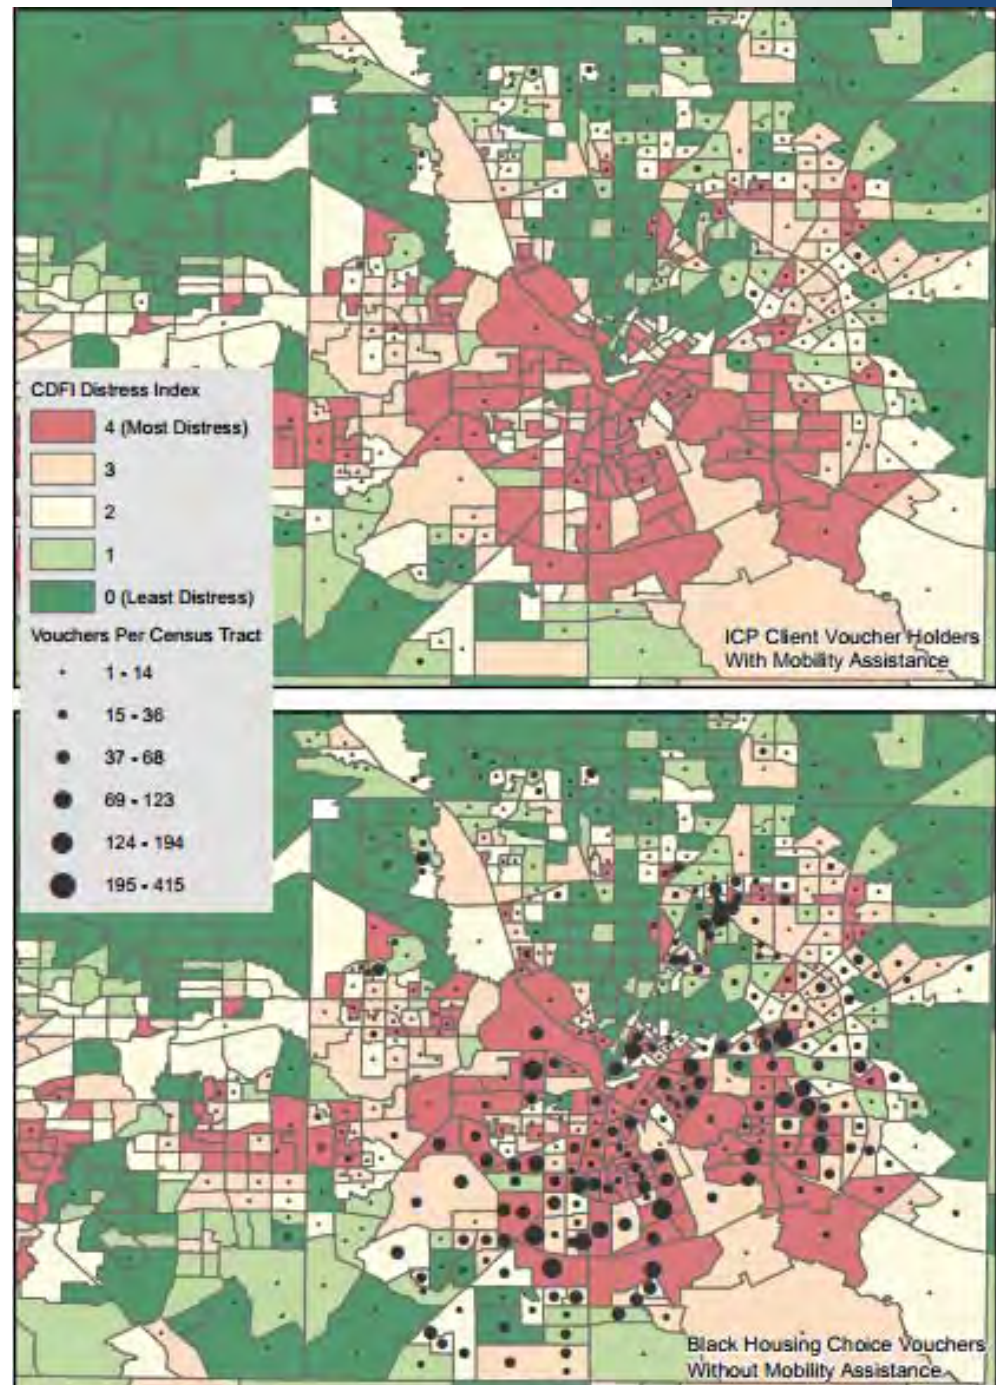 CDFI Distress Index
4 (Most Distress)
3
2
1
0 (Least Distress)
Vouchers Per Census Tract
1 - 14
15 - 36
37 - 68
69 - 123
124 - 194
195 - 415
ICP Client Voucher Holders
With Mobility Assistance
Black Housing Choice Vouchers
Without Mobility Assistance